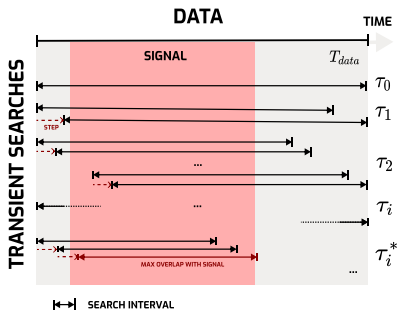 DATA
TIME
SIGNAL
T_data
TRANSIENT SEARCHES
τ_0
τ_1
STEP
...
τ_2
...
τ_i
τ_i^*
MAX OVERLAP WITH SIGNAL
...
SEARCH INTERVAL